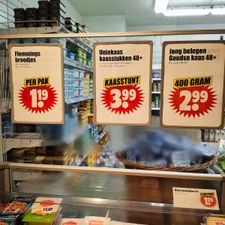 Flemmings
broodjes
PER PAK
1.19
Uniekaas
kaasstukken 48+
KAASSTUNT
3.99
Jong belegen
Goudse kaas 48+
400 GRAM
2.99